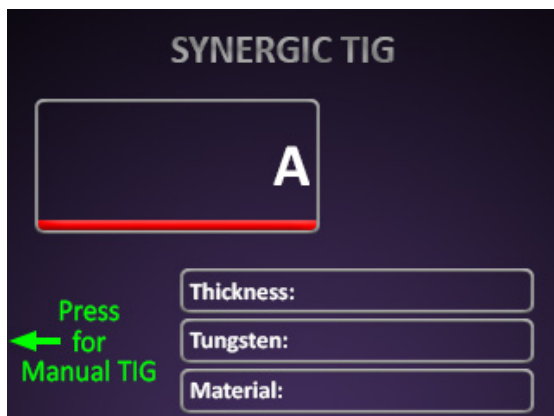 SYNERGIC TIG
A
Thickness:
Press
for
Manual TIG
Tungsten:
Material: